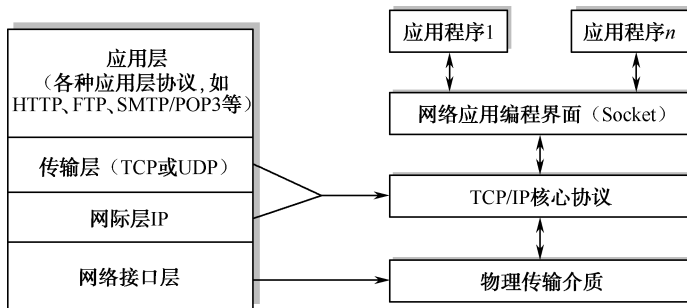 应用层
（各种应用层协议,如
HTTP、FTP、SMTP/POP3等）
传输层（TCP或UDP）
网际层IP
网络接口层
应用程序1
应用程序n
网络应用编程界面（Socket）
TCP/IP核心协议
物理传输介质